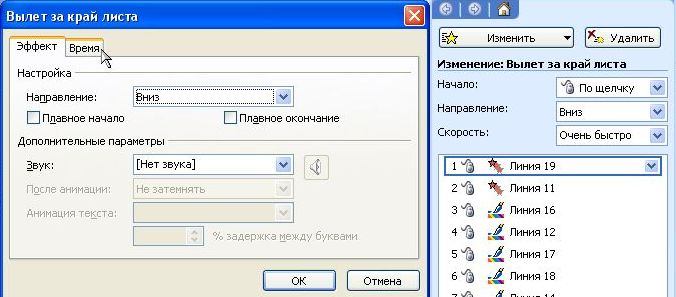 Вылет за край листа
Эффект Время
Настройка
Направление: Вниз
Плавное начало Плавное окончание
Дополнительные параметры
Звук: [Нет звука]
После анимации: Не затемнять
Анимация текста:
% задержка между буквами
ОК Отмена
Изменить Удалить
Изменение: Вылет за край листа
Начало: По щелчку
Направление: Вниз
Скорость: Очень быстро
1 Линия 19
2 Линия 11
3 Линия 16
4 Линия 12
5 Линия 17
6 Линия 18